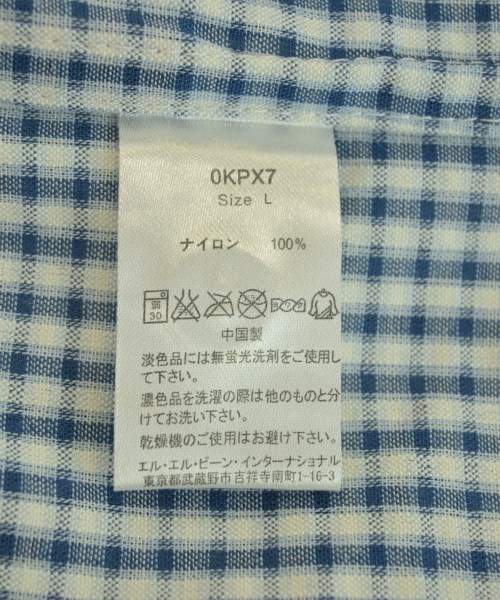 0KPX7
Size L
ナイロン 100%
弱
30
中国製
淡色品には無蛍光洗剤をご使用し
て下さい。
濃色品を洗濯の際は他のものと分
けてお洗い下さい。
乾燥機のご使用はお避け下さい。
エル・エル・ビーン・インターナショナル
東京都武蔵野市吉祥寺南町1-16-3